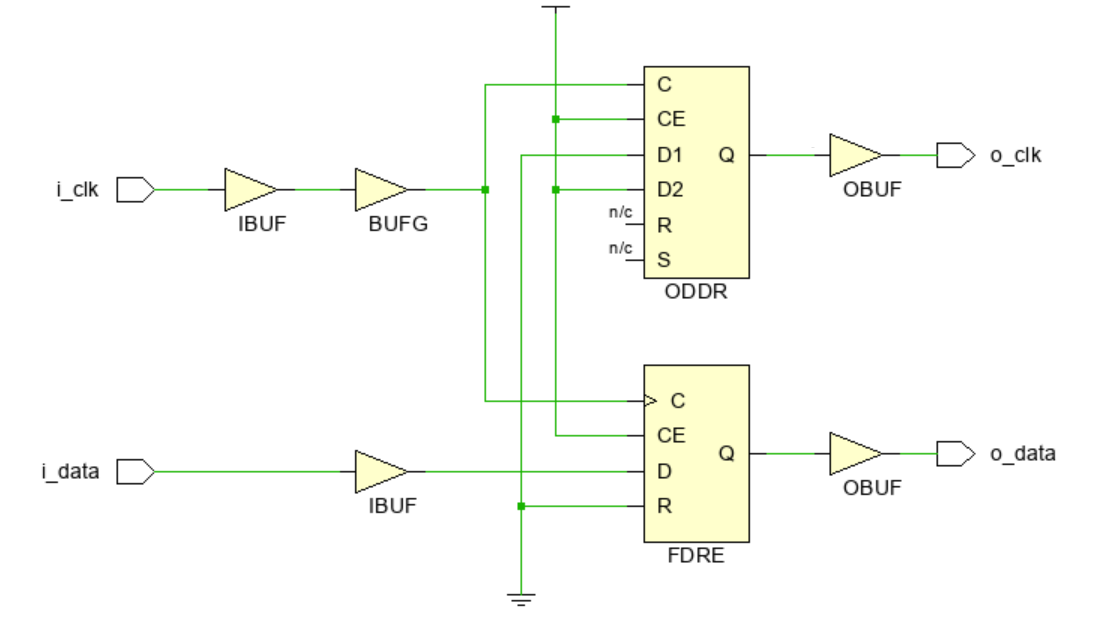 C
CE
D1 Q
D2
n/c
R
n/c
S
ODDR
i_clk
IBUF
BUFG
OBUF
o_clk
C
CE
Q
D
R
FDRE
i_data
IBUF
OBUF
o_data